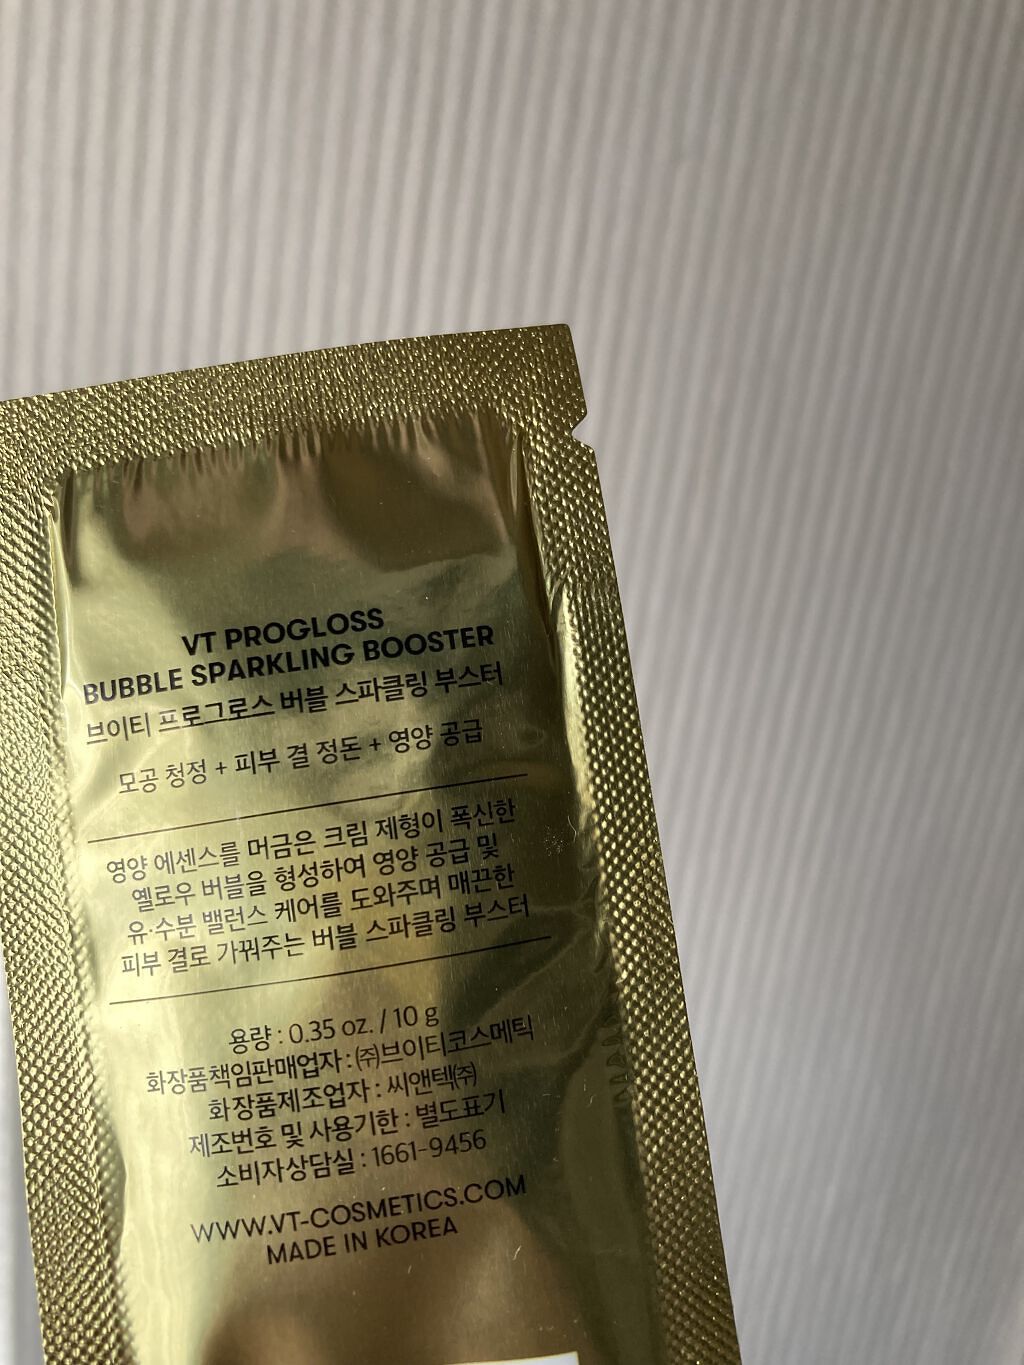 VT PROGLOSS
BUBBLE SPARKLING BOOSTER
브이티 프로그로스 버블 스파클링 부스터
모공 청정 + 피부 결 정돈 + 영양 공급
영양 에센스를 머금은 크림 제형이 폭신한
옐로우 버블을 형성하여 영양 공급 및
유·수분 밸런스 케어를 도와주며 매끈한
피부 결로 가꿔주는 버블 스파클링 부스터
용량 : 0.35 oz. / 10 g
화장품책임판매업자 : ㈜브이티코스메틱
화장품제조업자 : 씨앤텍㈜
제조번호 및 사용기한 : 별도표기
소비자상담실 : 1661-9456
WWW.VT-COSMETICS.COM
MADE IN KOREA